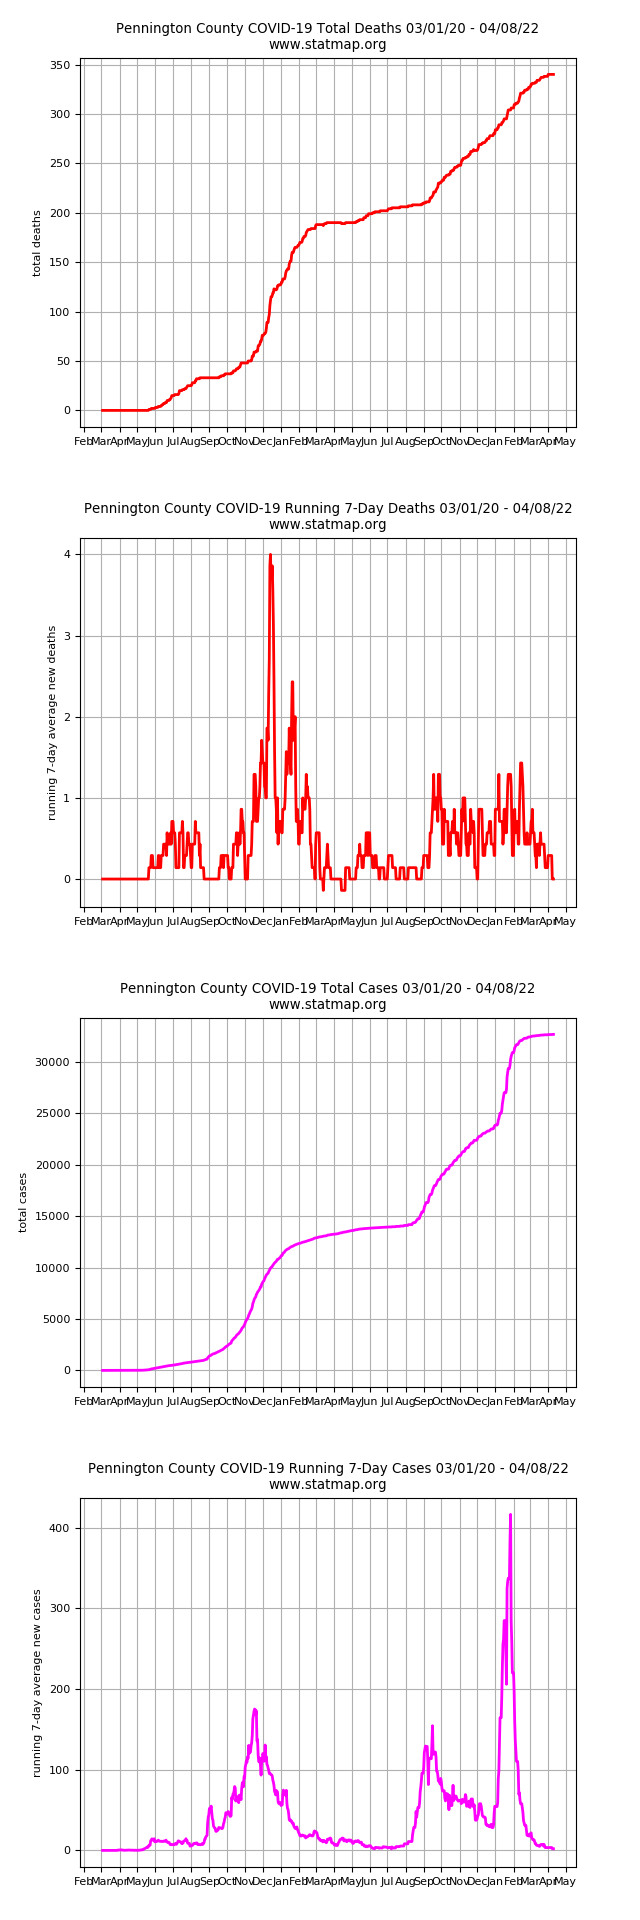 Pennington County COVID-19 Total Deaths 03/01/20 - 04/08/22
www.statmap.org
350
300
250
200
150
100
50
0
total deaths
Feb Mar Apr May Jun Jul Aug Sep Oct Nov Dec Jan Feb Mar Apr May Jun Jul Aug Sep Oct Nov Dec Jan Feb Mar Apr May
Pennington County COVID-19 Running 7-Day Deaths 03/01/20 - 04/08/22
www.statmap.org
4
3
2
1
0
running 7-day average new deaths
Feb Mar Apr May Jun Jul Aug Sep Oct Nov Dec Jan Feb Mar Apr May Jun Jul Aug Sep Oct Nov Dec Jan Feb Mar Apr May
Pennington County COVID-19 Total Cases 03/01/20 - 04/08/22
www.statmap.org
30000
25000
20000
15000
10000
5000
0
total cases
Feb Mar Apr May Jun Jul Aug Sep Oct Nov Dec Jan Feb Mar Apr May Jun Jul Aug Sep Oct Nov Dec Jan Feb Mar Apr May
Pennington County COVID-19 Running 7-Day Cases 03/01/20 - 04/08/22
www.statmap.org
400
300
200
100
0
running 7-day average new cases
Feb Mar Apr May Jun Jul Aug Sep Oct Nov Dec Jan Feb Mar Apr May Jun Jul Aug Sep Oct Nov Dec Jan Feb Mar Apr May